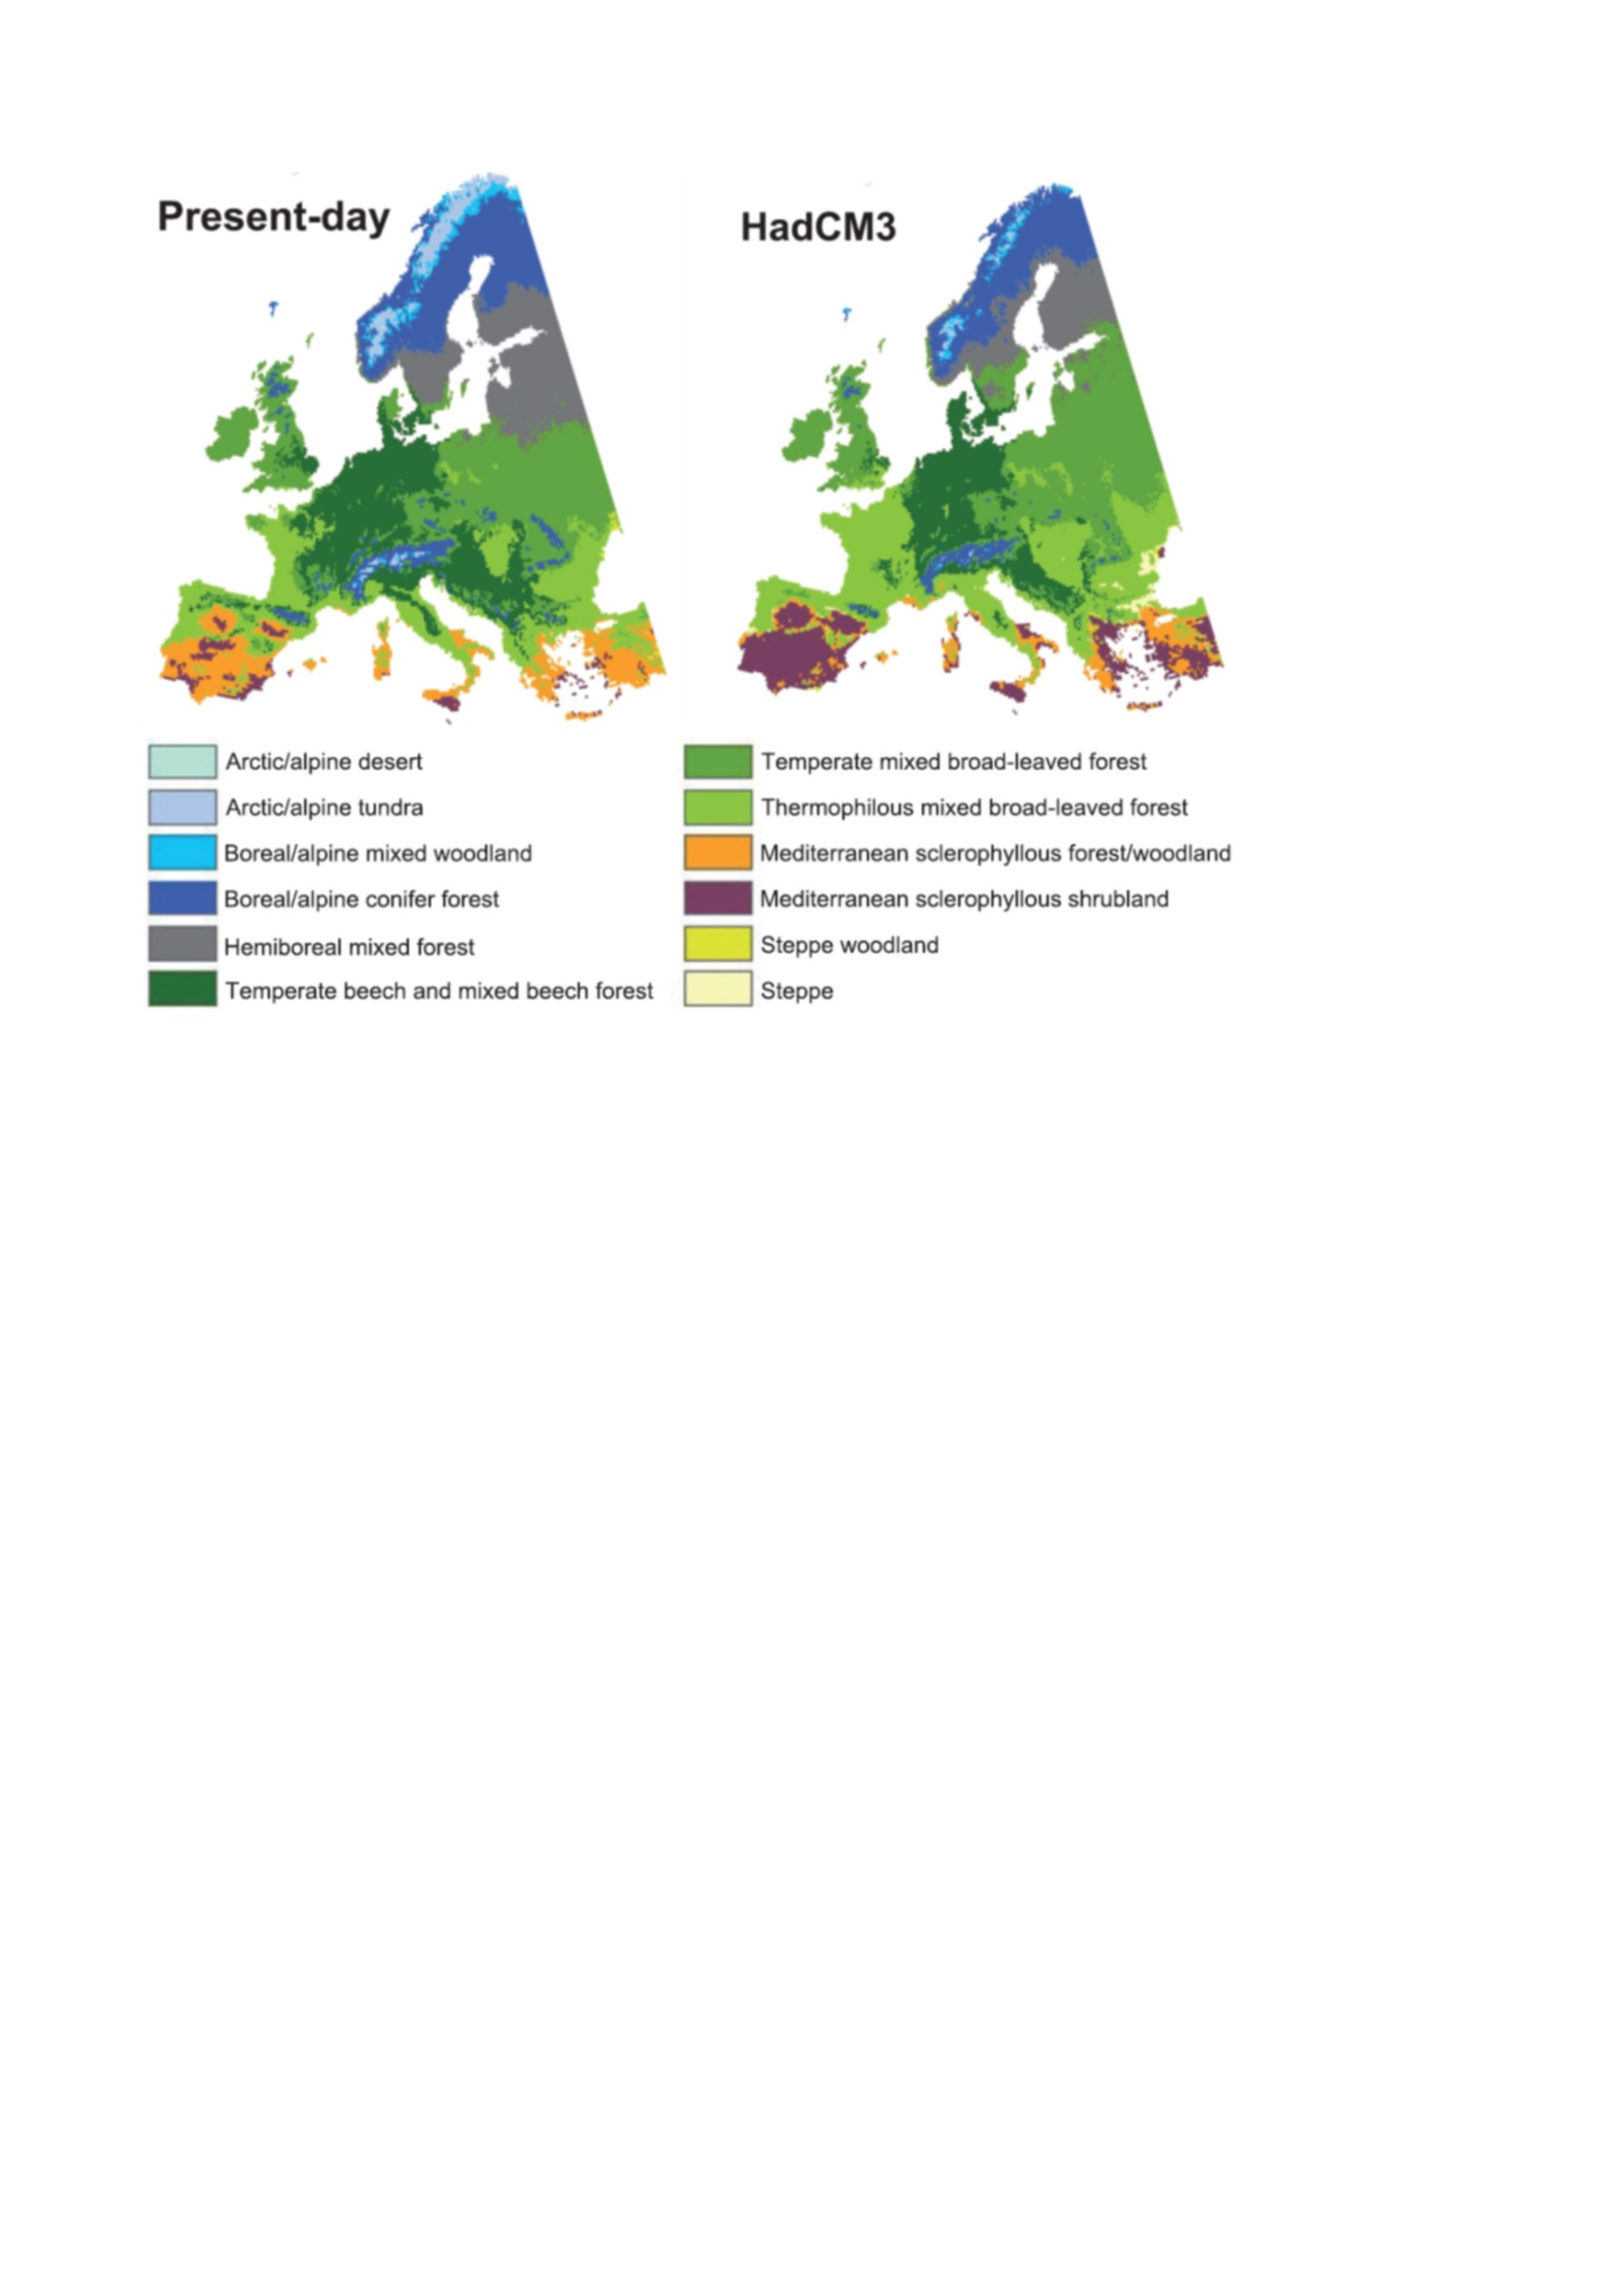 Present-day
HadCM3
Arctic/alpine desert
Arctic/alpine tundra
Boreal/alpine mixed woodland
Boreal/alpine conifer forest
Hemiboreal mixed forest
Temperate beech and mixed beech forest
Temperate mixed broad-leaved forest
Thermophilous mixed broad-leaved forest
Mediterranean sclerophyllous forest/woodland
Mediterranean sclerophyllous shrubland
Steppe woodland
Steppe